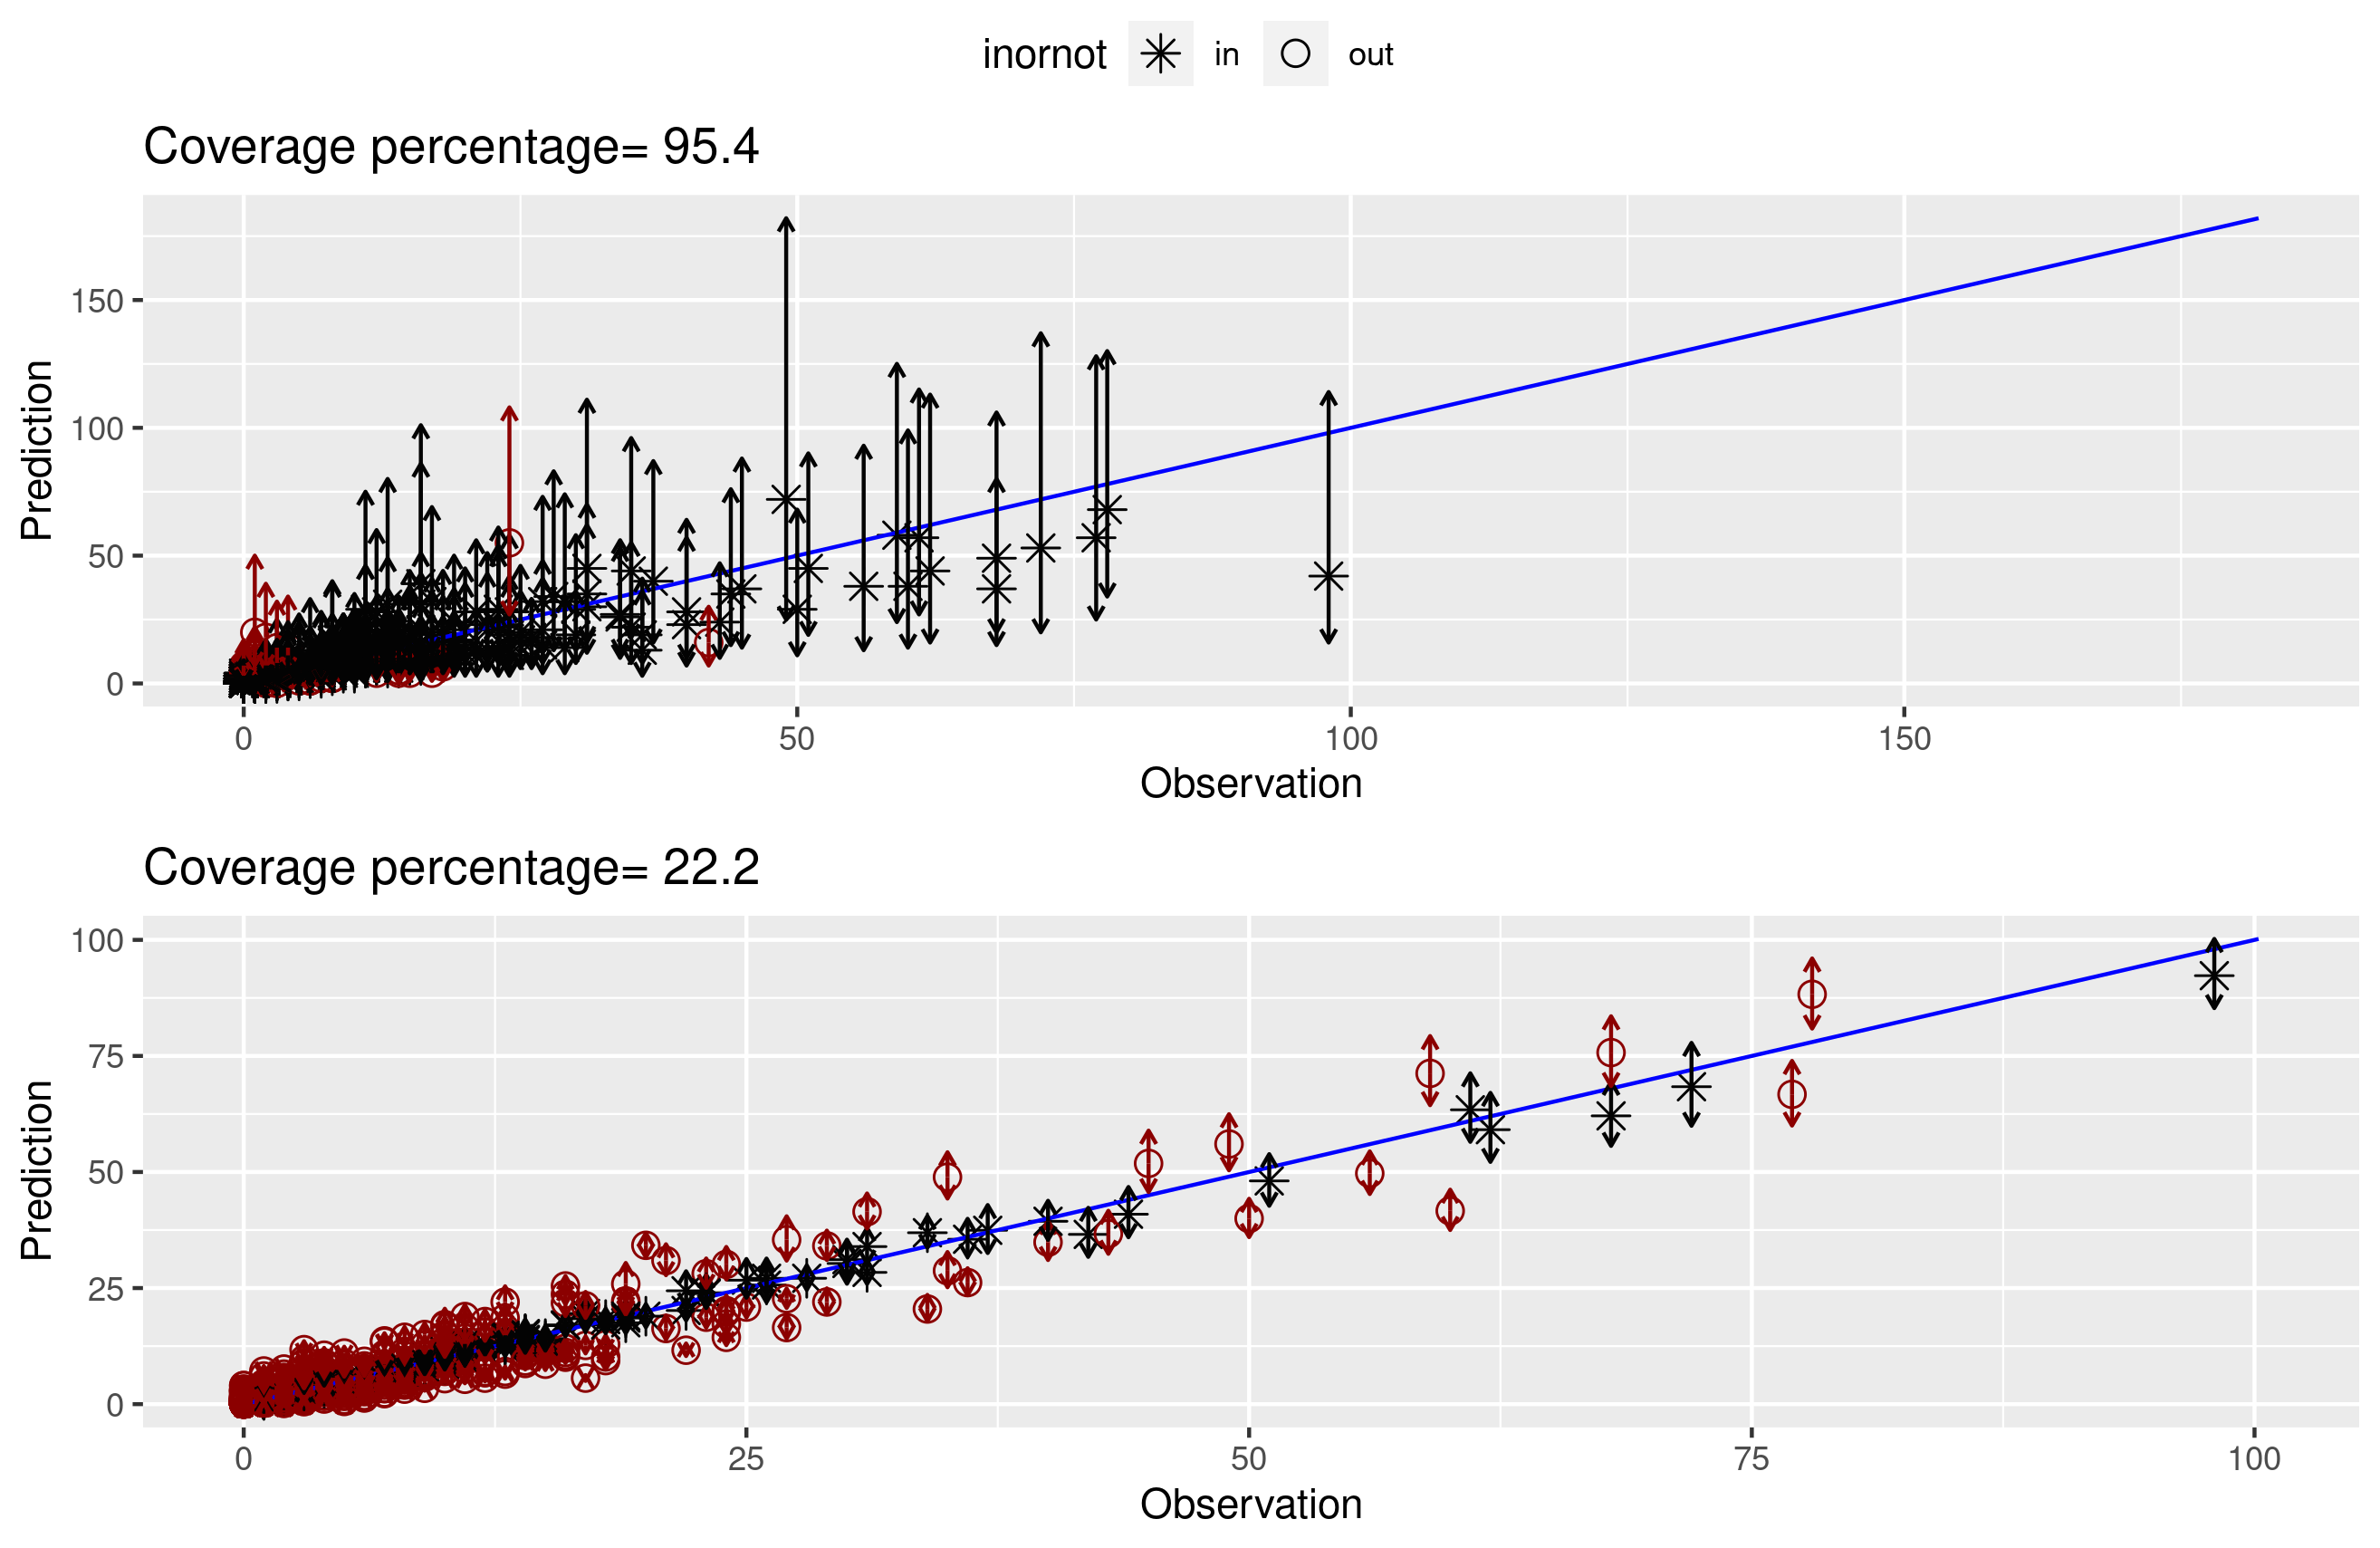 inornot in out
Coverage percentage= 95.4
Prediction
150
100
50
0
0 50 100 150
Observation
Coverage percentage= 22.2
Prediction
100
75
50
25
0
0 25 50 75 100
Observation